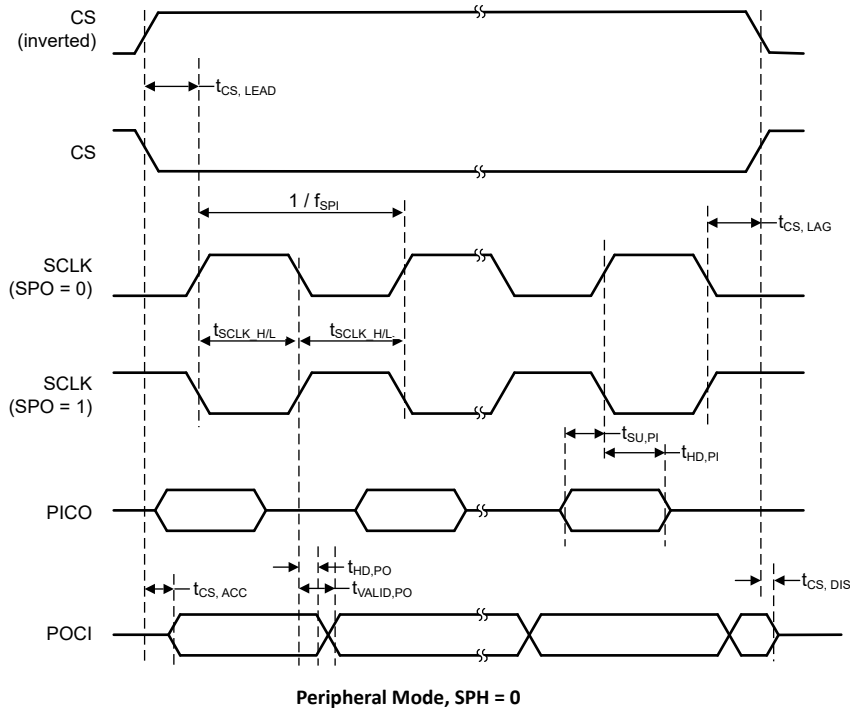 CS
(inverted)
tCS, LEAD
CS
1 / fSPI
tCS, LAG
SCLK
(SPO = 0)
tSCLK_H/L
tSCLK_H/L
SCLK
(SPO = 1)
tSU,PI
tHD,PI
PICO
tHD,PO
tCS, ACC
tVALID,PO
tCS, DIS
POCI
Peripheral Mode, SPH = 0